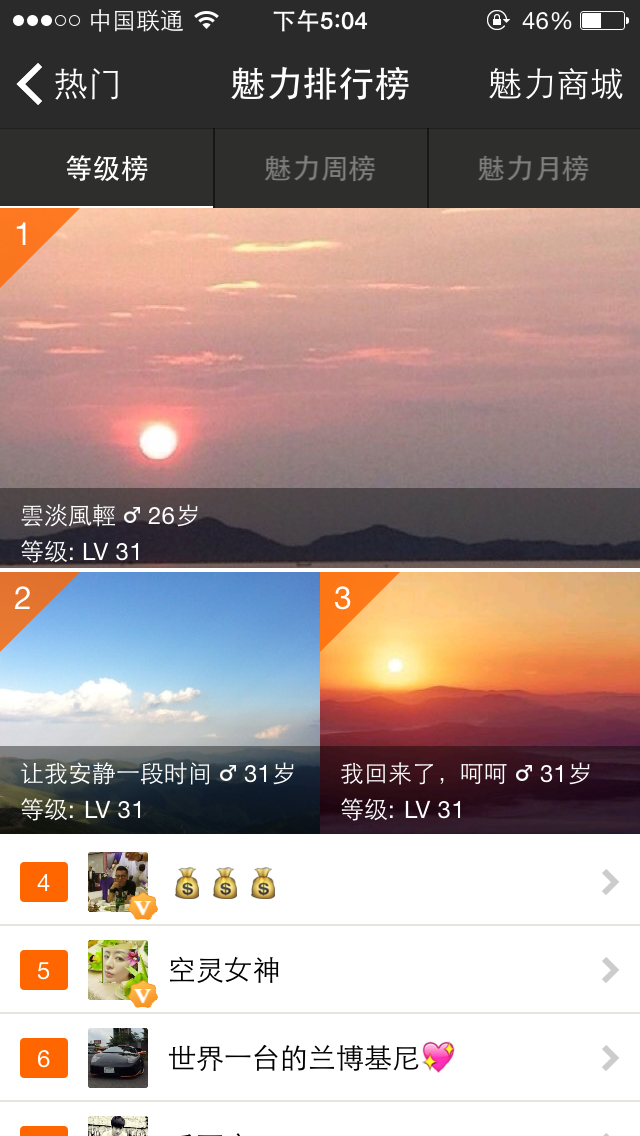 中国联通 下午5:04 46%
热门 魅力排行榜 魅力商城
等级榜 魅力周榜 魅力月榜
1
雲淡風輕 ♂ 26岁
等级: LV 31
2
让我安静一段时间 ♂ 31岁
等级: LV 31
3
我回来了，呵呵 ♂ 31岁
等级: LV 31
4 V 💰 💰 💰
5 V 空灵女神
6 世界一台的兰博基尼💖